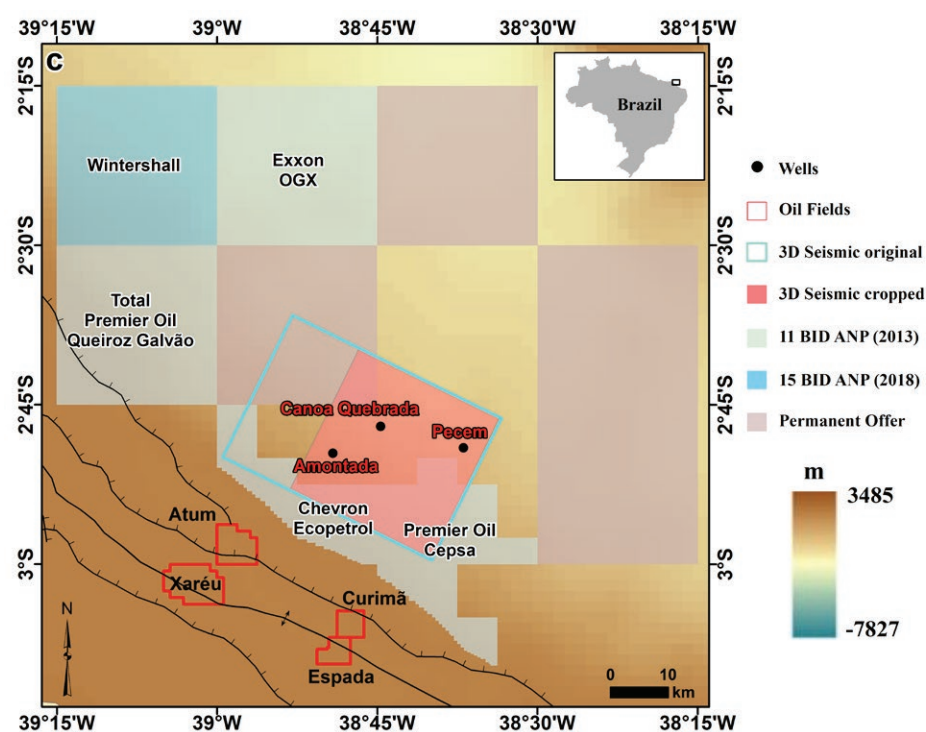 39°15'W
39°W
38°45'W
38°30'W
38°15'W
C
2°15'S
2°15'S
Brazil
Wintershall
Exxon
OGX
Wells
Oil Fields
2°30'S
2°30'S
3D Seismic original
3D Seismic cropped
Total
Premier Oil
Queiroz Galvão
11 BID ANP (2013)
15 BID ANP (2018)
Permanent Offer
2°45'S
2°45'S
Canoa Quebrada
Pecem
Amontada
m
3485
-7827
Chevron
Ecopetrol
Premier Oil
Cepsa
Atum
3°S
3°S
Xaréu
Curimã
Espada
N
0
10
km
39°15'W
39°W
38°45'W
38°30'W
38°15'W